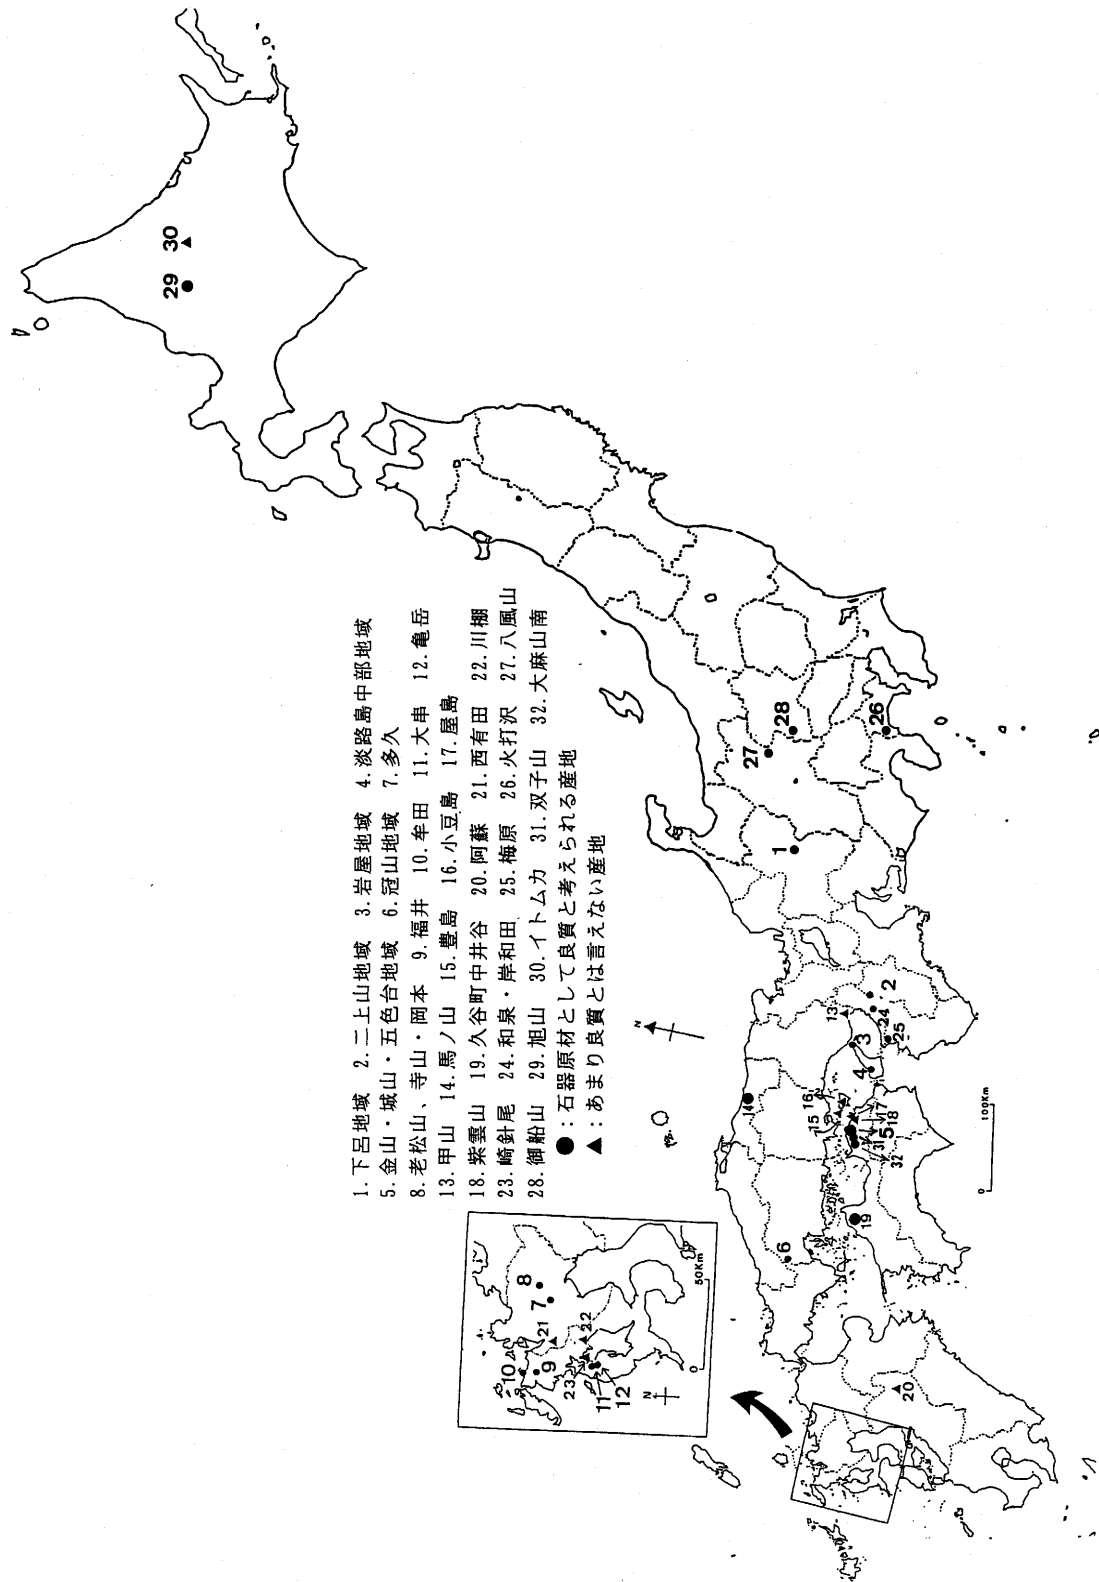 1.下呂地域 2.二上山地域 3.岩屋地域 4.淡路島中部地域
5.金山・城山・五色台地域 6.冠山地域 7.多久
8.老松山、寺山・岡本 9.福井 10.牟田 11.大串 12.亀岳
13.甲山 14.馬ノ山 15.豊島 16.小豆島 17.屋島
18.紫雲山 19.久谷町中井谷 20.阿蘇 21.西有田 22.川棚
23.崎針尾 24.和泉・岸和田 25.梅原 26.火打沢 27.八風山
28.御船山 29.旭山 30.イトムカ 31.双子山 32.大麻山南
●:石器原材として良質と考えられる産地
▲:あまり良質とは言えない産地
29
30
27
28
26
1
N
14
13
2
24
25
3
4
15
16
17
18
5
31
32
19
6
20
0 100Km
10
9
21
7
8
23
22
11
12
N
0 50Km